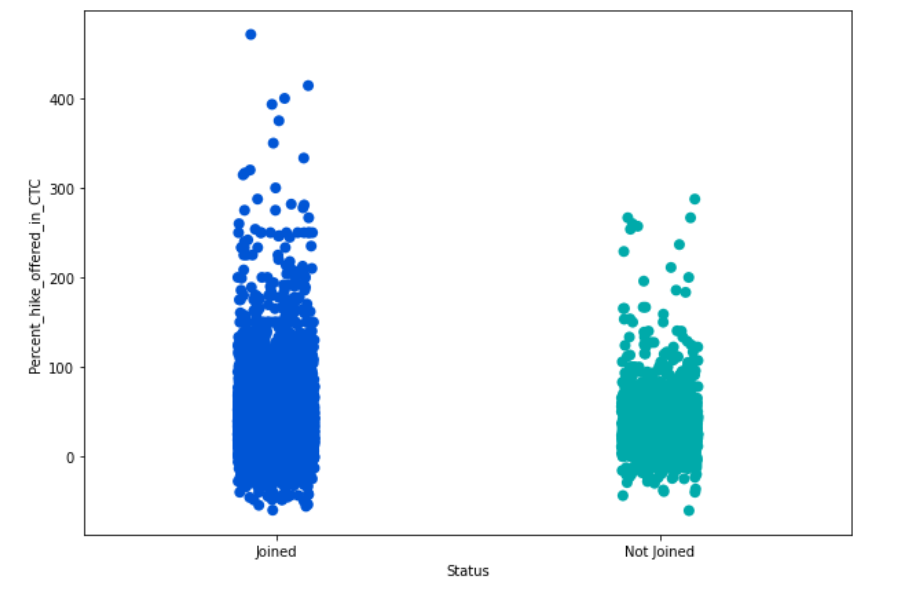 Percent_hike_offered_in_CTC
400
300
200
100
0
Joined
Not Joined
Status